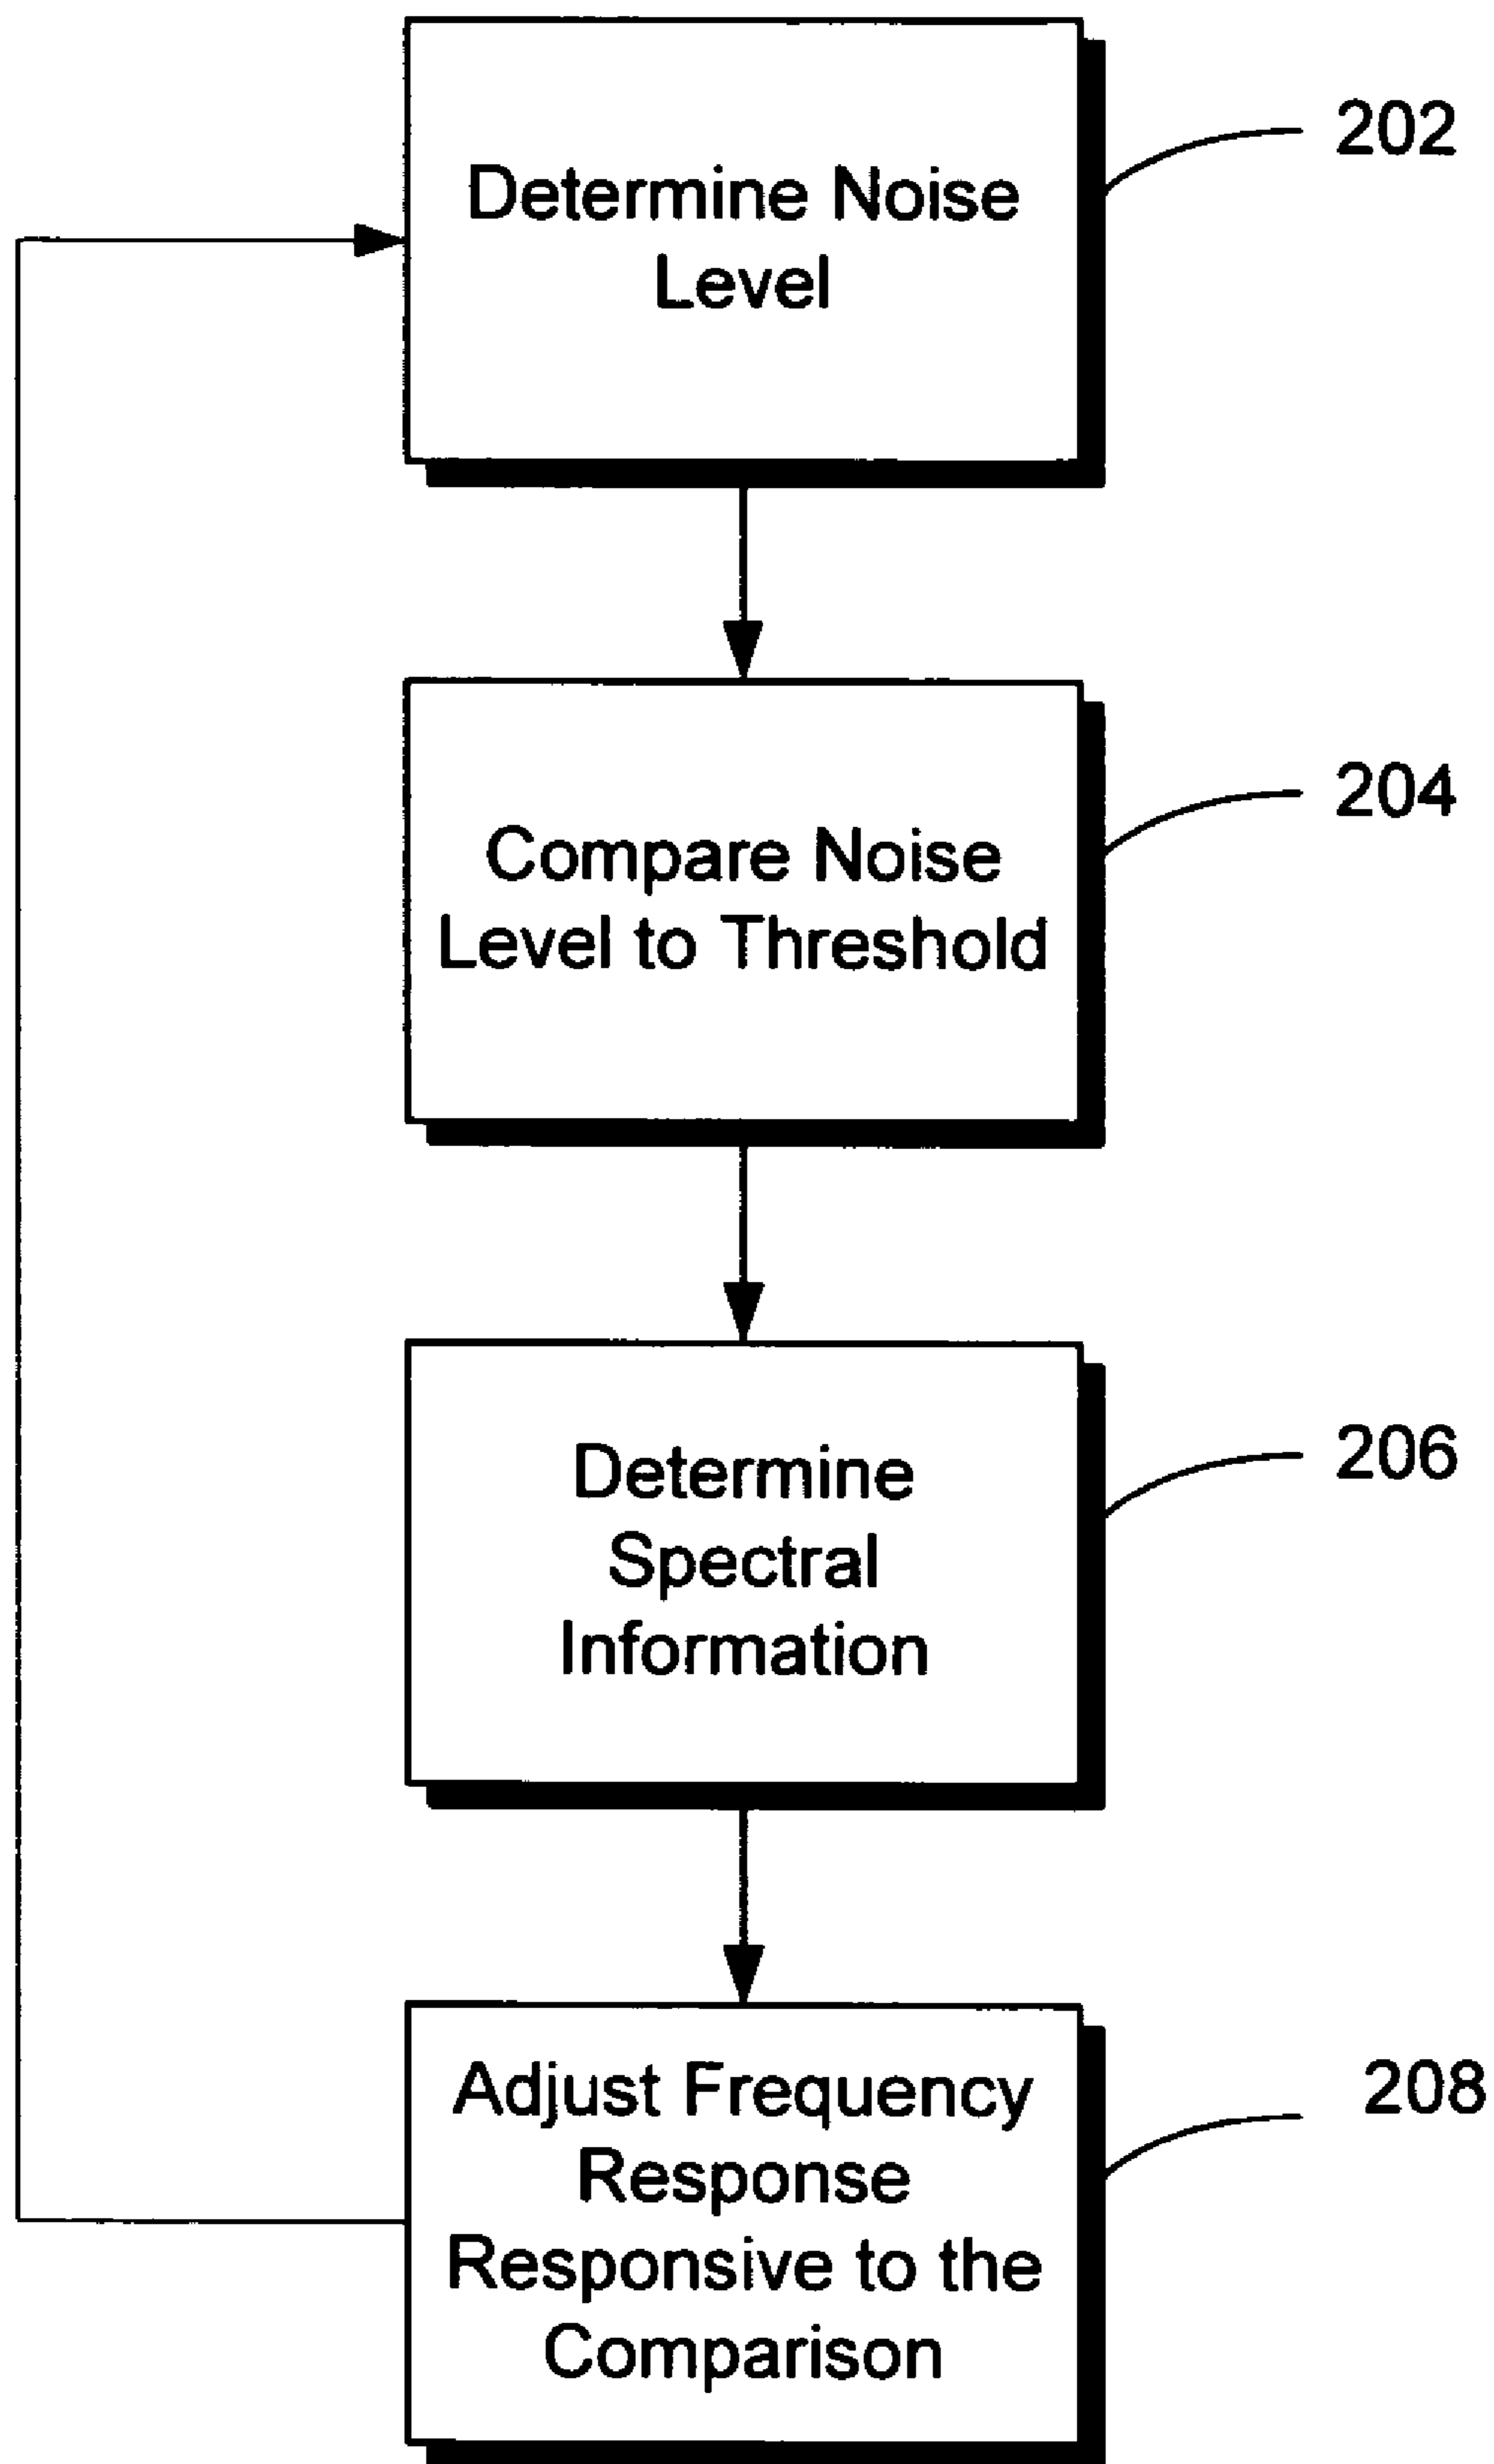 Determine Noise
Level
202
Compare Noise
Level to Threshold
204
Determine
Spectral
Information
206
Adjust Frequency
Response
Responsive to the
Comparison
208